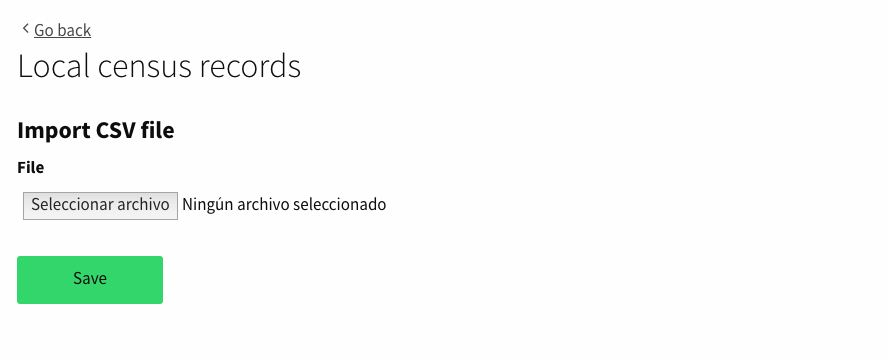 Go back
Local census records
Import CSV file
File
Seleccionar archivo Ningún archivo seleccionado
Save